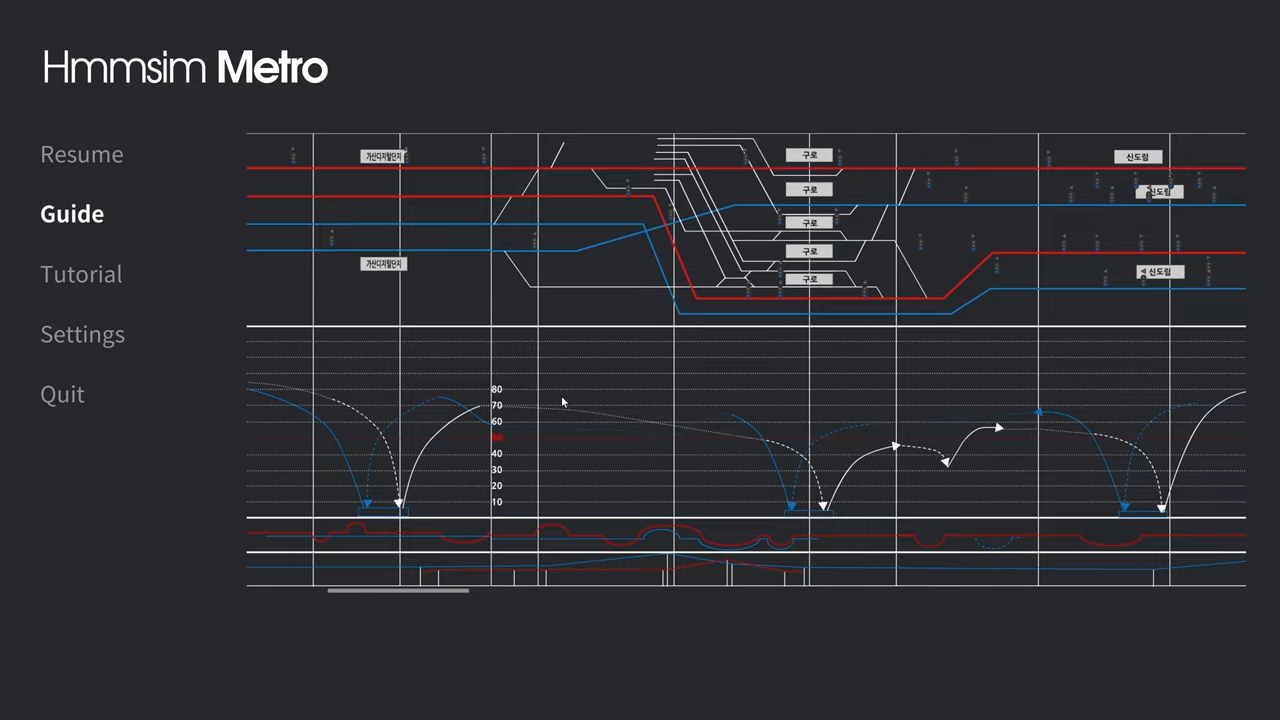 Hmmsim Metro
Resume
Guide
Tutorial
Settings
Quit
가산디지털단지
구로
신도림
구로
신도림
구로
구로
가산디지털단지
신도림
구로
80
70
60
50
40
30
20
10